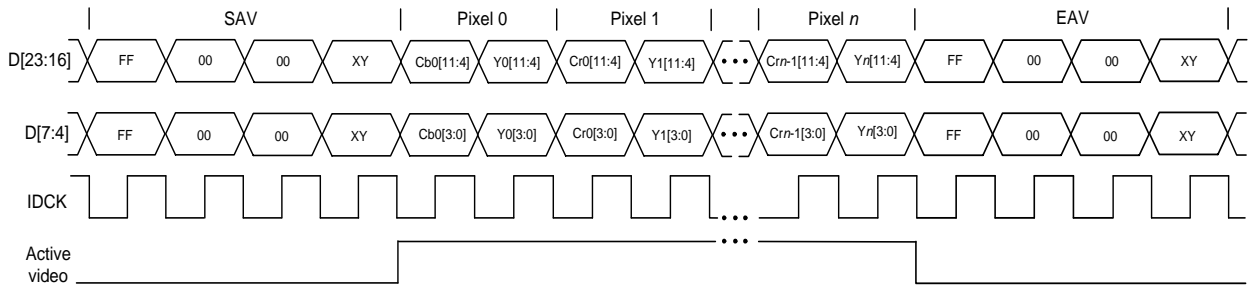 SAV Pixel 0 Pixel 1 Pixel n EAV
D[23:16] FF 00 00 XY Cb0[11:4] Y0[11:4] Cr0[11:4] Y1[11:4] ••• Crn-1[11:4] Yn[11:4] FF 00 00 XY
D[7:4] FF 00 00 XY Cb0[3:0] Y0[3:0] Cr0[3:0] Y1[3:0] ••• Crn-1[3:0] Yn[3:0] FF 00 00 XY
IDCK •••
Active •••
video